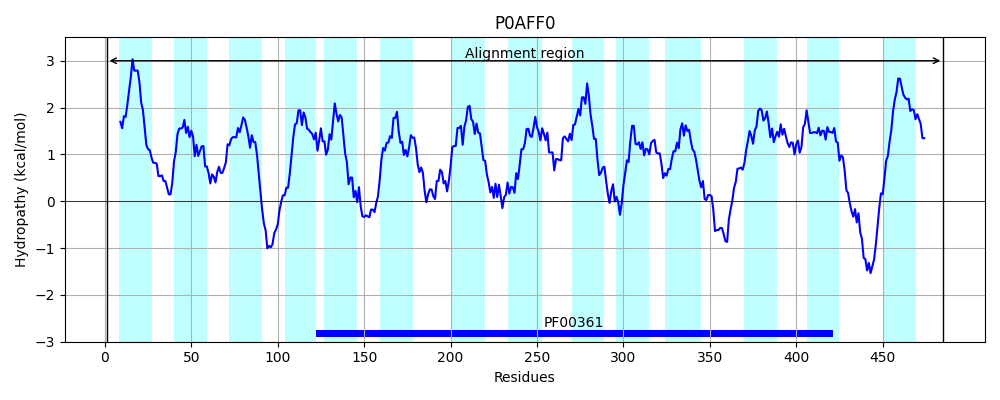 P0AFF0
Alignment region
3
2
1
0
−1
−2
−3
Hydropathy (kcal/mol)
PF00361
0 50 100 150 200 250 300 350 400 450
Residues